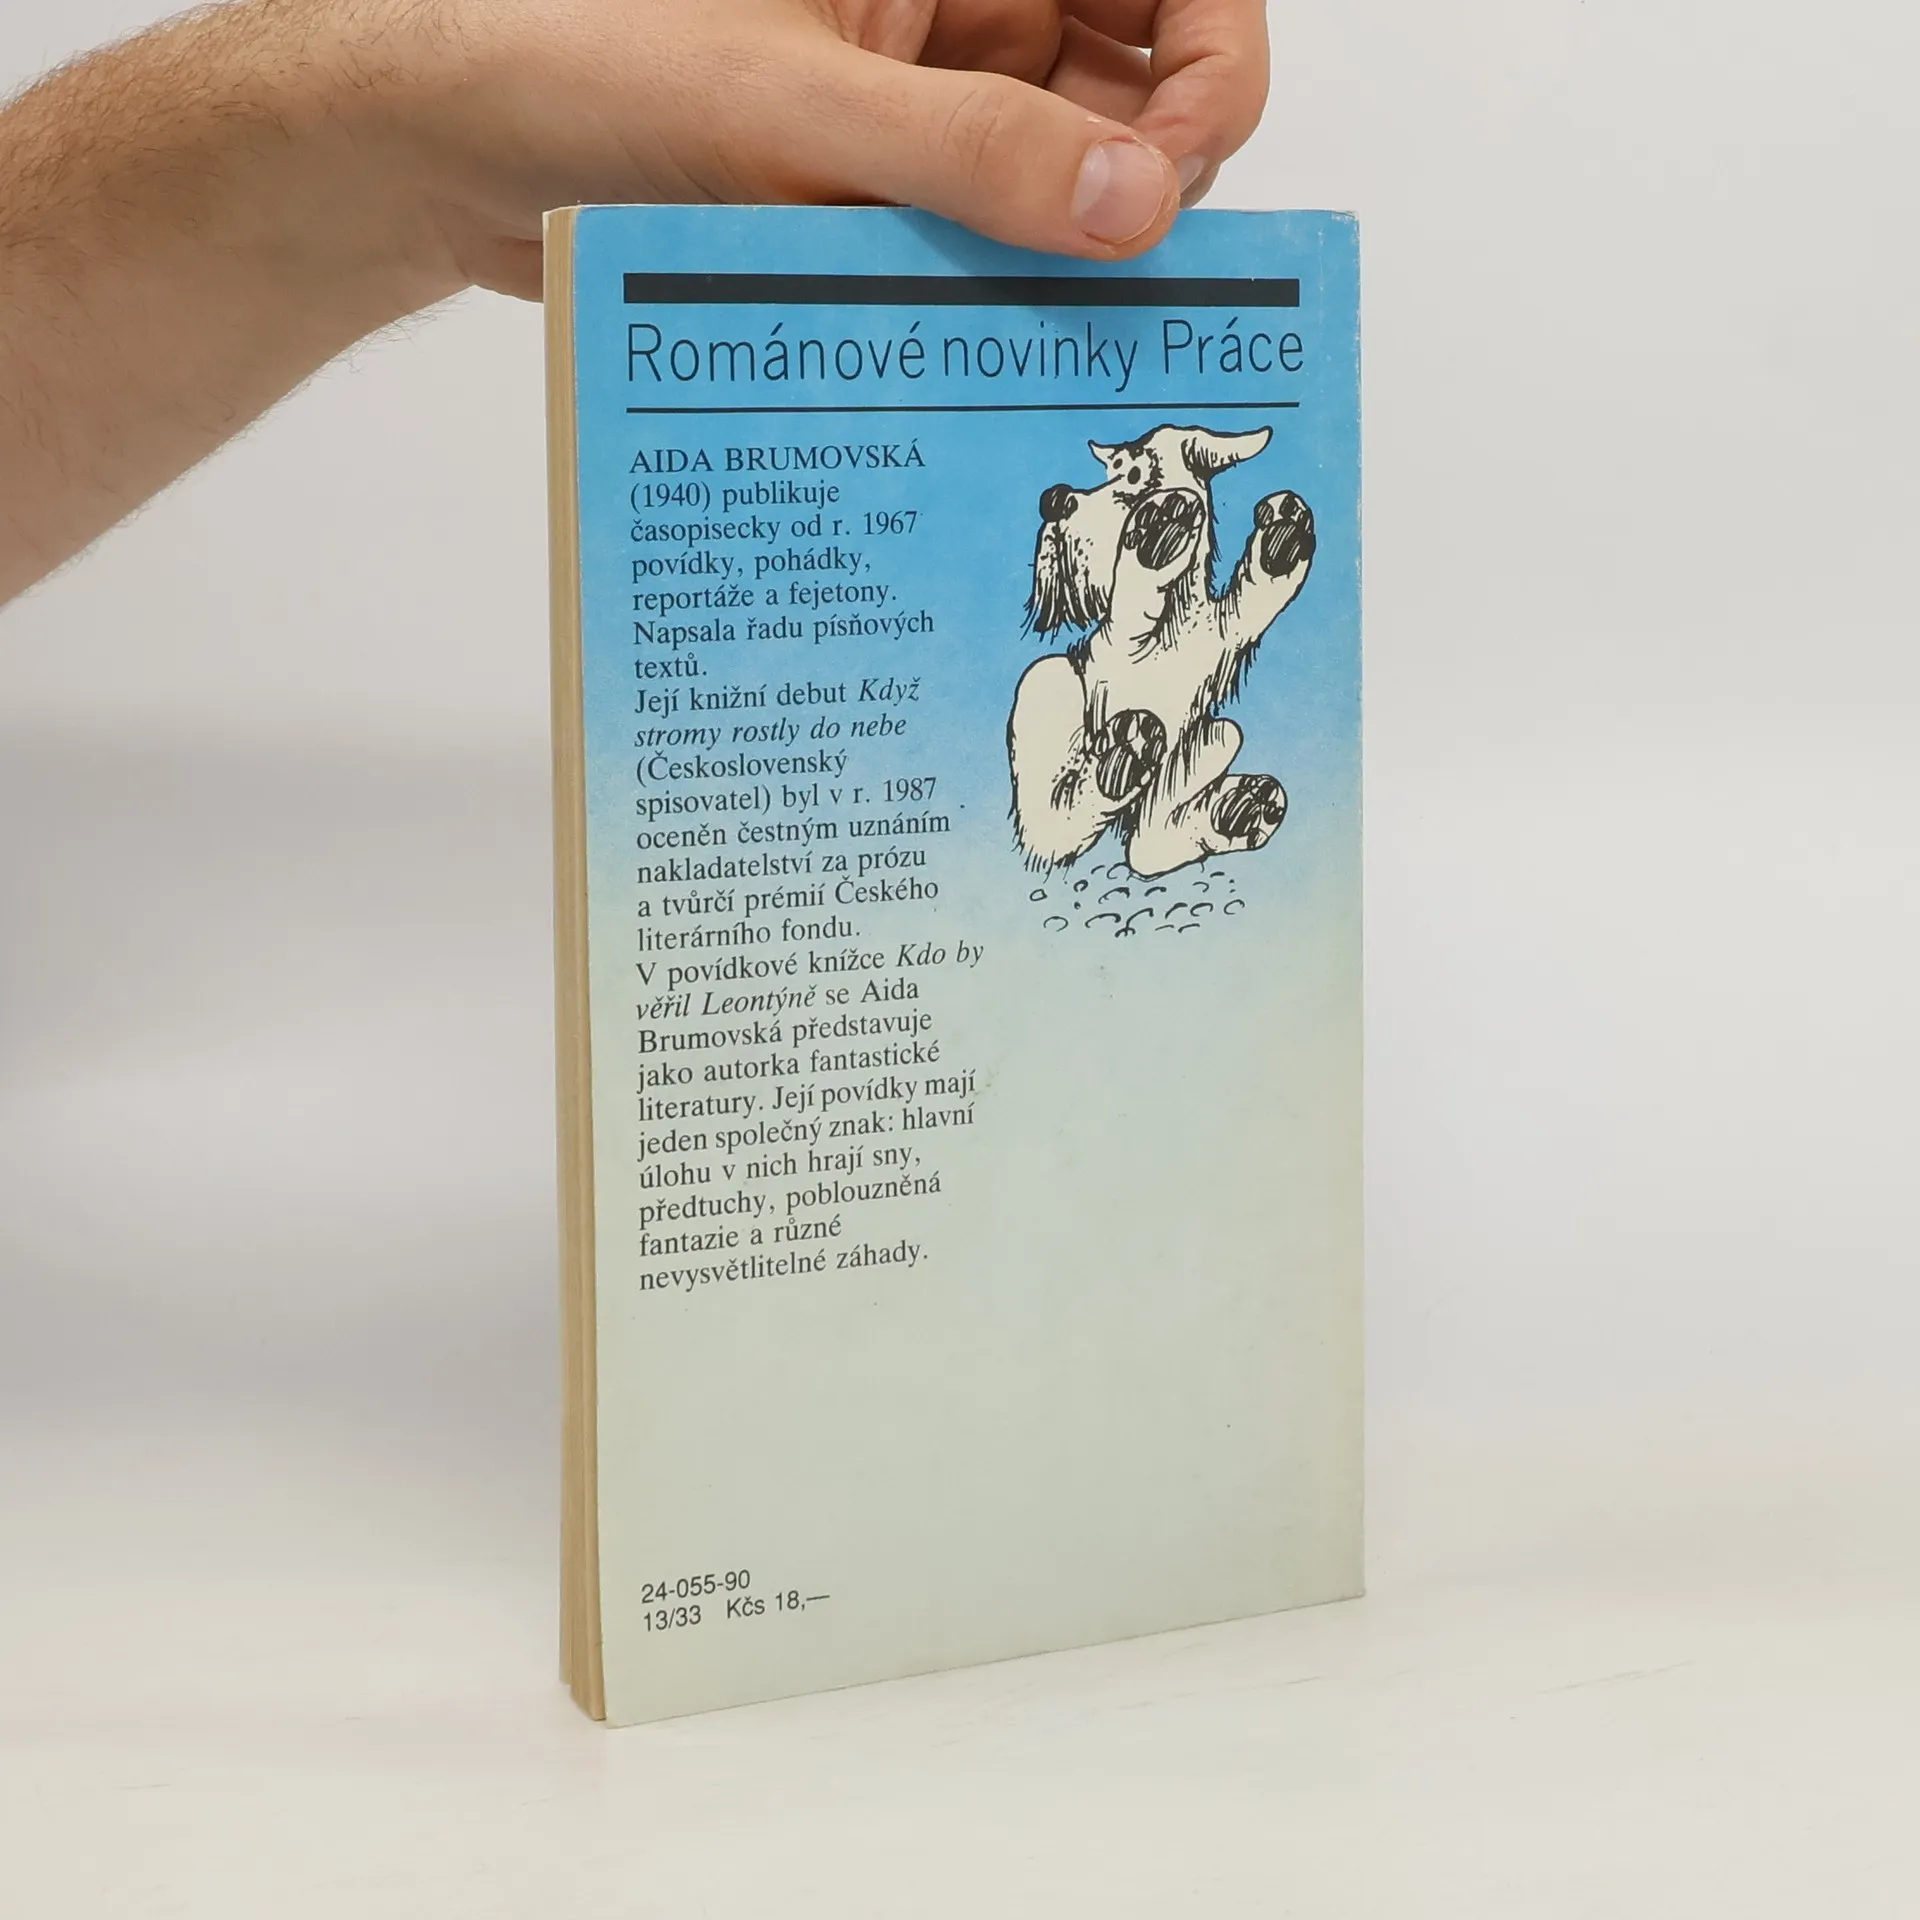 Románové novinky Práce
AIDA BRUMOVSKÁ
(1940) publikuje
časopisecky od r. 1967
povídky, pohádky,
reportáže a fejetony.
Napsala řadu písňových
textů.
Její knižní debut Když
stromy rostly do nebe
(Československý
spisovatel) byl v r. 1987
oceněn čestným uznáním
nakladatelství za prózu
a tvůrčí prémií Českého
literárního fondu.
V povídkové knížce Kdo by
věřil Leontýně se Aida
Brumovská představuje
jako autorka fantastické
literatury. Její povídky mají
jeden společný znak: hlavní
úlohu v nich hrají sny,
předtuchy, poblouzněná
fantazie a různé
nevysvětlitelné záhady.
24-055-90
13/33 Kčs 18,—